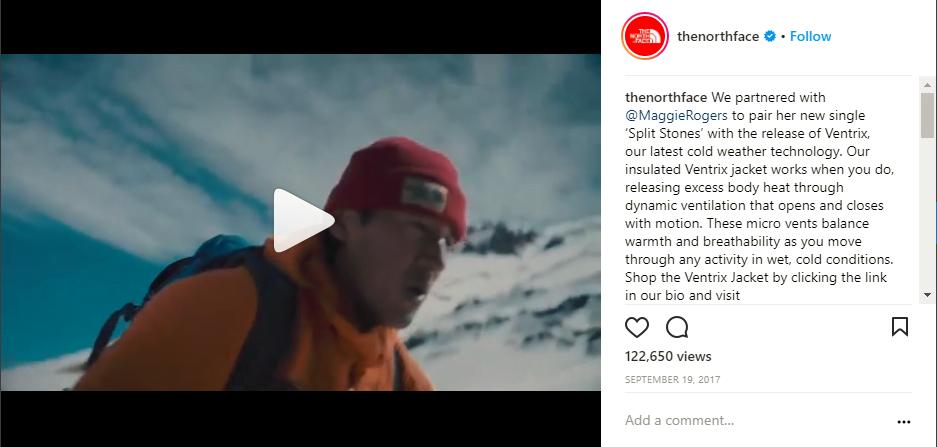 THE
NORTH
FACE
thenorthface • Follow
thenorthface We partnered with
@MaggieRogers to pair her new single
‘Split Stones’ with the release of Ventrix,
our latest cold weather technology. Our
insulated Ventrix jacket works when you do,
releasing excess body heat through
dynamic ventilation that opens and closes
with motion. These micro vents balance
warmth and breathability as you move
through any activity in wet, cold conditions.
Shop the Ventrix Jacket by clicking the link
in our bio and visit
122,650 views
SEPTEMBER 19, 2017
Add a comment...